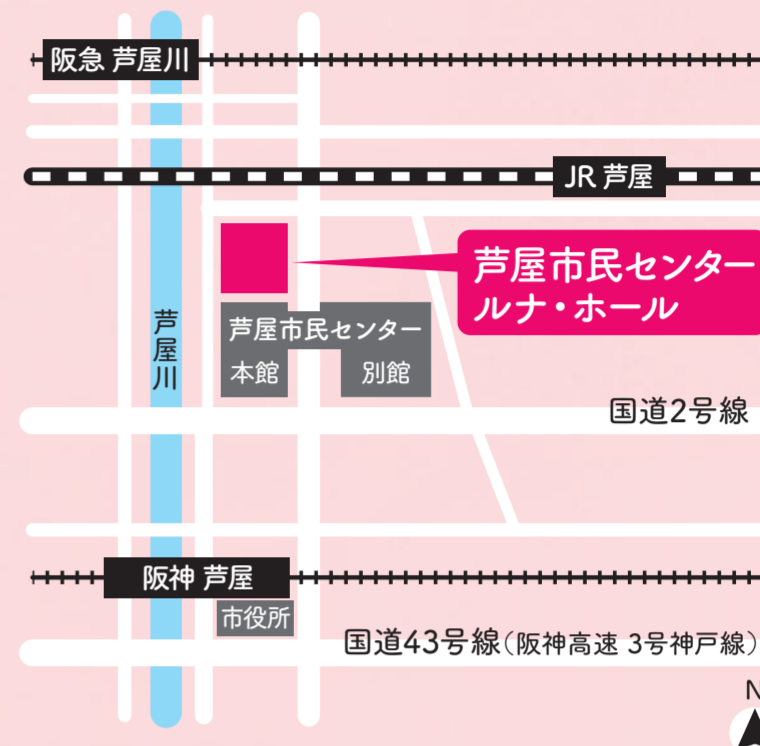 阪急 芦屋川
JR 芦屋
芦屋市民センター
ルナ・ホール
芦屋川
芦屋市民センター
本館
別館
国道2号線
阪神 芦屋
市役所
国道43号線(阪神高速 3号神戸線)
N